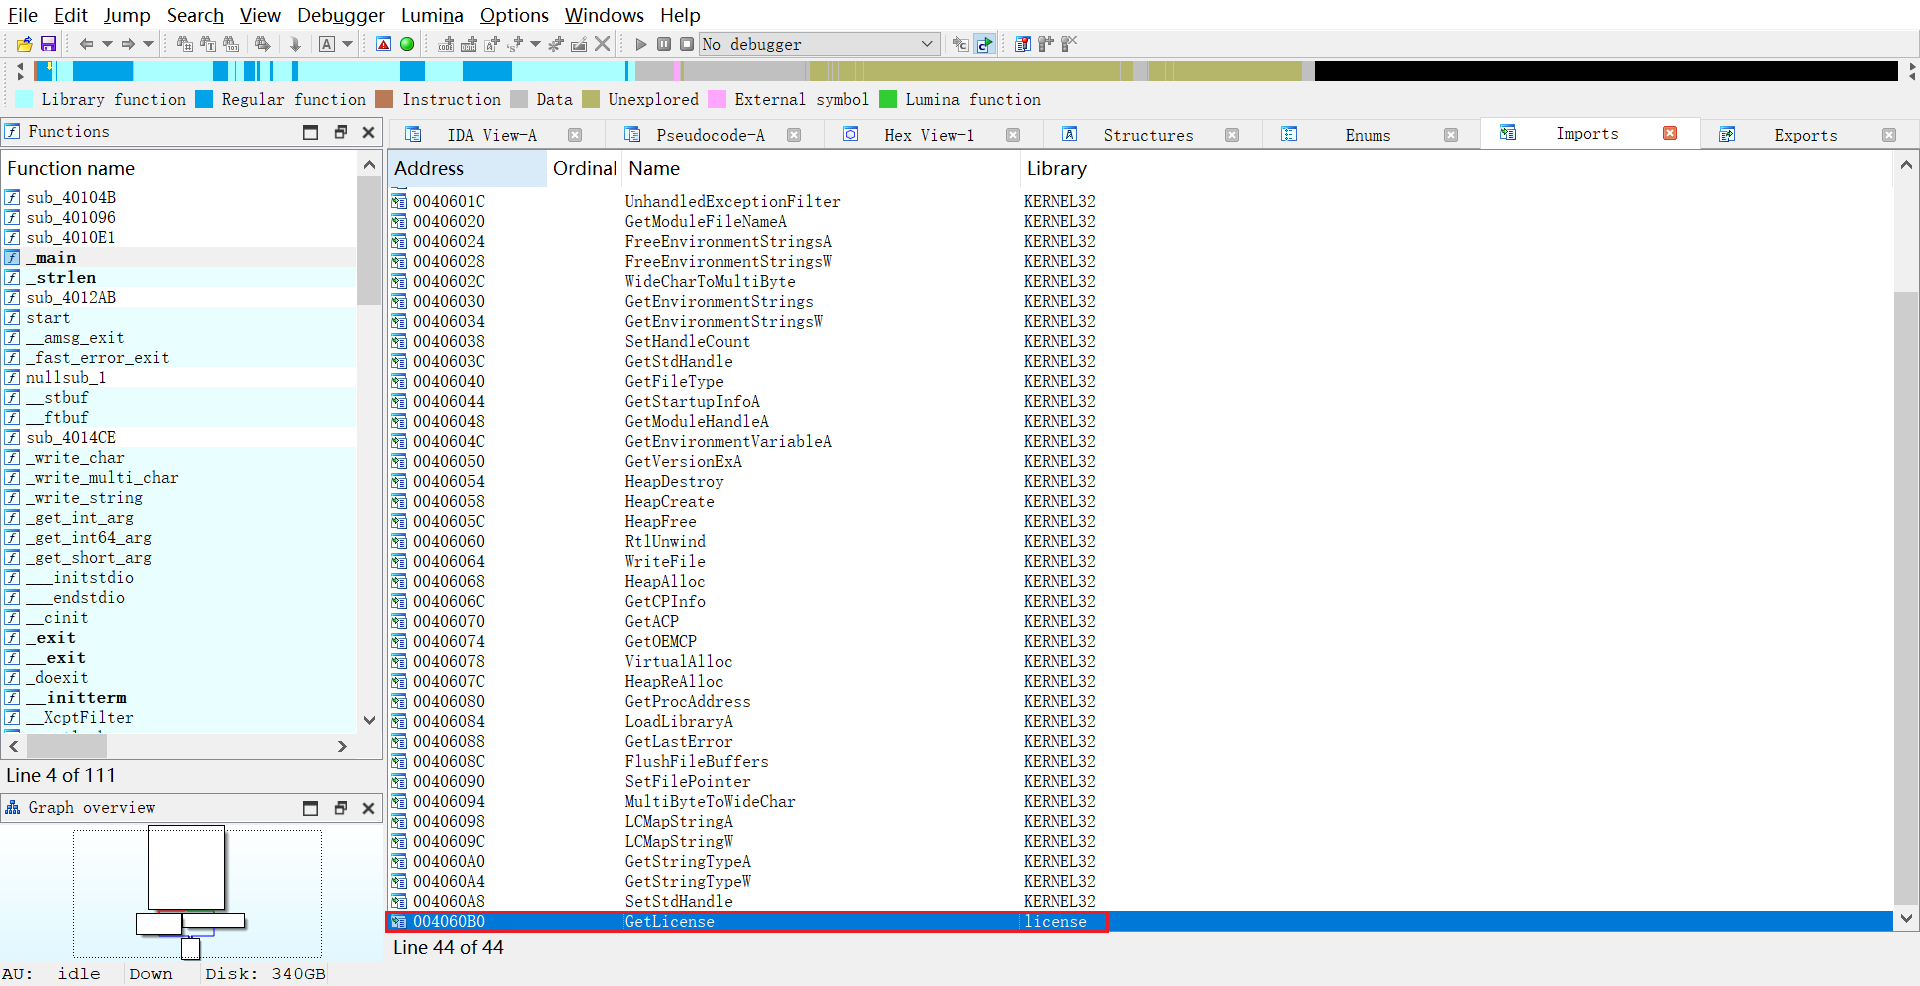 File Edit Jump Search View Debugger Lumina Options Windows Help
No debugger
Library function Regular function Instruction Data Unexplored External symbol Lumina function
Functions
Function name
sub_40104B
sub_401096
sub_4010E1
_main
_strlen
sub_4012AB
start
__amsg_exit
_fast_error_exit
nullsub_1
__stbuf
__ftbuf
sub_4014CE
_write_char
_write_multi_char
_write_string
_get_int_arg
_get_int64_arg
_get_short_arg
___initstdio
___endstdio
__cinit
_exit
__exit
_doexit
__initterm
__XcptFilter
Line 4 of 111
Graph overview
IDA View-A Pseudocode-A Hex View-1 Structures Enums Imports Exports
Address Ordinal Name Library
0040601C UnhandledExceptionFilter KERNEL32
00406020 GetModuleFileNameA KERNEL32
00406024 FreeEnvironmentStringsA KERNEL32
00406028 FreeEnvironmentStringsW KERNEL32
0040602C WideCharToMultiByte KERNEL32
00406030 GetEnvironmentStrings KERNEL32
00406034 GetEnvironmentStringsW KERNEL32
00406038 SetHandleCount KERNEL32
0040603C GetStdHandle KERNEL32
00406040 GetFileType KERNEL32
00406044 GetStartupInfoA KERNEL32
00406048 GetModuleHandleA KERNEL32
0040604C GetEnvironmentVariableA KERNEL32
00406050 GetVersionExA KERNEL32
00406054 HeapDestroy KERNEL32
00406058 HeapCreate KERNEL32
0040605C HeapFree KERNEL32
00406060 RtlUnwind KERNEL32
00406064 WriteFile KERNEL32
00406068 HeapAlloc KERNEL32
0040606C GetCPInfo KERNEL32
00406070 GetACP KERNEL32
00406074 GetOEMCP KERNEL32
00406078 VirtualAlloc KERNEL32
0040607C HeapReAlloc KERNEL32
00406080 GetProcAddress KERNEL32
00406084 LoadLibraryA KERNEL32
00406088 GetLastError KERNEL32
0040608C FlushFileBuffers KERNEL32
00406090 SetFilePointer KERNEL32
00406094 MultiByteToWideChar KERNEL32
00406098 LCMapStringA KERNEL32
0040609C LCMapStringW KERNEL32
004060A0 GetStringTypeA KERNEL32
004060A4 GetStringTypeW KERNEL32
004060A8 SetStdHandle KERNEL32
004060B0 GetLicense license
Line 44 of 44
AU: idle Down Disk: 340GB